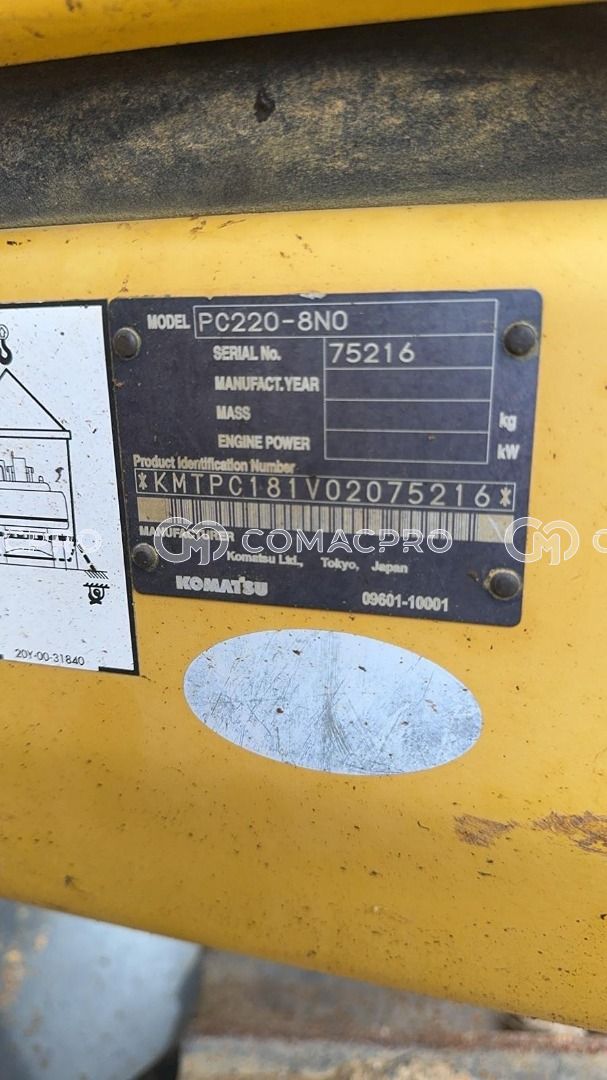 MODEL PC220-8N0
SERIAL No. 75216
MANUFACT.YEAR
MASS kg
ENGINE POWER kW
Product Identification Number
*KMTPC181V02075216*
MANUFACTURER
COMACPRO
Komatsu Ltd., Tokyo, Japan
KOMATSU 09601-10001
20Y-00-31840